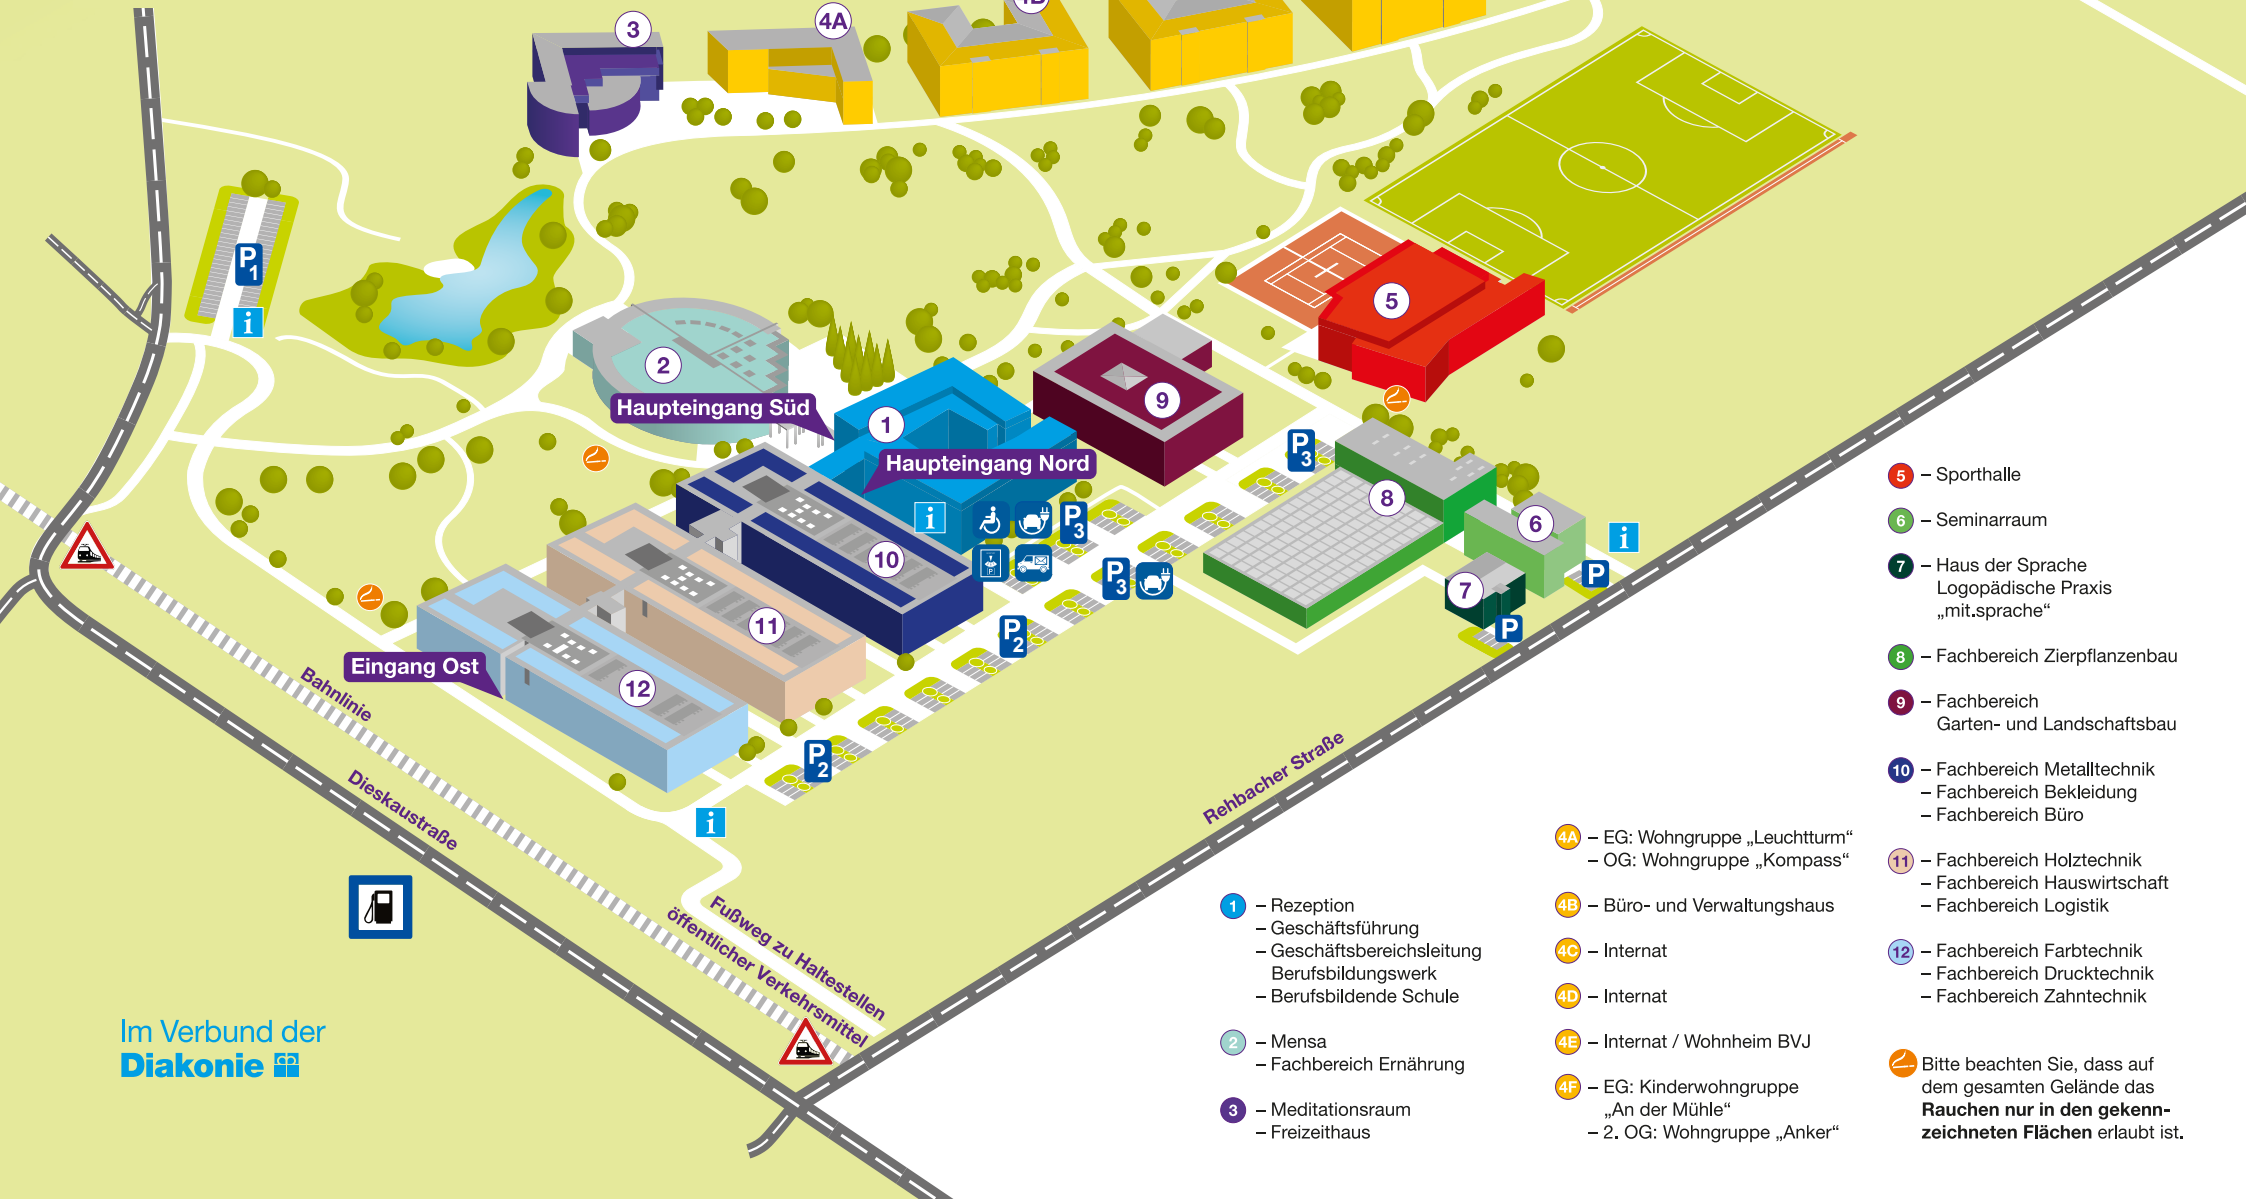 3
4A
P
1
i
2
5
Haupteingang Süd
1
9
Haupteingang Nord
P
3
8
i
P
3
6
i
10
P
3
P
7
11
P
2
P
Eingang Ost
12
Bahnlinie
P
2
Dieskaustraße
Rehbacher Straße
i
Fußweg zu Haltestellen
öffentlicher Verkehrsmittel
Im Verbund der
Diakonie
1 – Rezeption
– Geschäftsführung
– Geschäftsbereichsleitung
Berufsbildungswerk
– Berufsbildende Schule
2 – Mensa
– Fachbereich Ernährung
3 – Meditationsraum
– Freizeithaus
4A – EG: Wohngruppe „Leuchtturm“
– OG: Wohngruppe „Kompass“
4B – Büro- und Verwaltungshaus
4C – Internat
4D – Internat
4E – Internat / Wohnheim BVJ
4F – EG: Kinderwohngruppe
„An der Mühle“
– 2. OG: Wohngruppe „Anker“
5 – Sporthalle
6 – Seminarraum
7 – Haus der Sprache
Logopädische Praxis
„mit.sprache“
8 – Fachbereich Zierpflanzenbau
9 – Fachbereich
Garten- und Landschaftsbau
10 – Fachbereich Metalltechnik
– Fachbereich Bekleidung
– Fachbereich Büro
11 – Fachbereich Holztechnik
– Fachbereich Hauswirtschaft
– Fachbereich Logistik
12 – Fachbereich Farbtechnik
– Fachbereich Drucktechnik
– Fachbereich Zahntechnik
Bitte beachten Sie, dass auf
dem gesamten Gelände das
Rauchen nur in den gekenn-
zeichneten Flächen erlaubt ist.